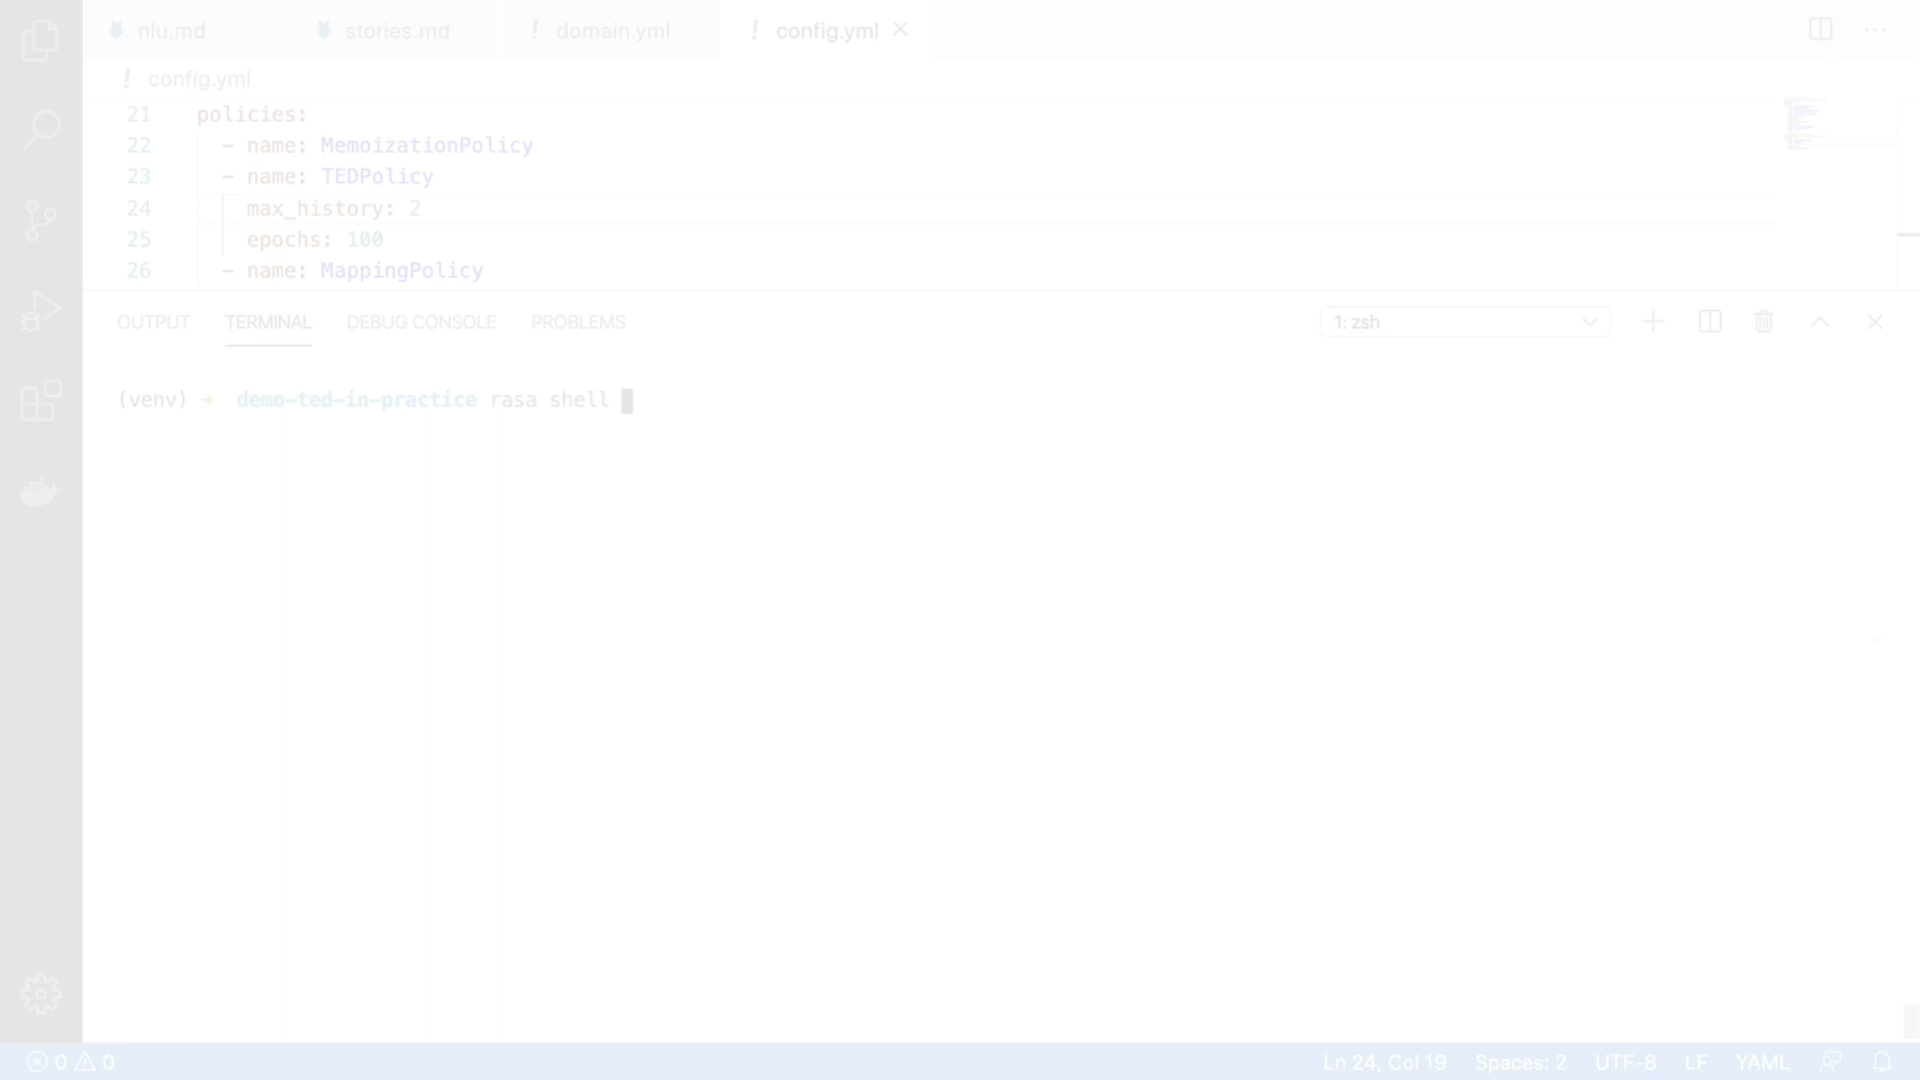 nlu.md stories.md ! domain.yml ! config.yml
! config.yml
21 policies:
22 - name: MemoizationPolicy
23 - name: TEDPolicy
24 max_history: 2
25 epochs: 100
26 - name: MappingPolicy
OUTPUT TERMINAL DEBUG CONSOLE PROBLEMS 1: zsh
(venv) → demo-ted-in-practice rasa shell
0 0 Ln 24, Col 19 Spaces: 2 UTF-8 LF YAML